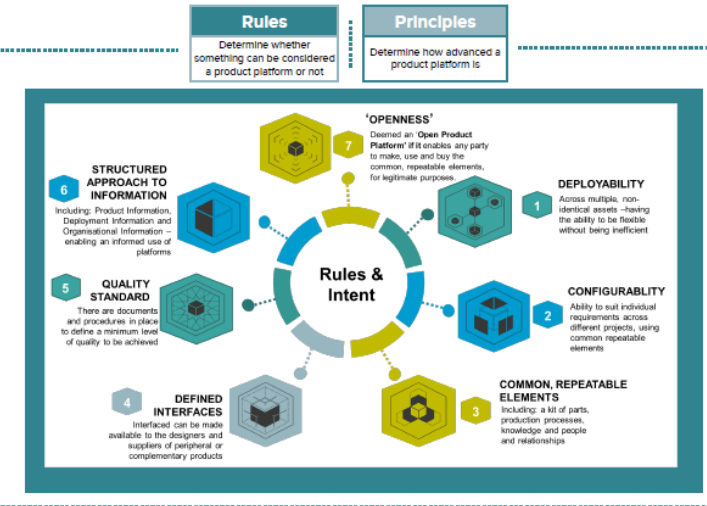 Rules
Determine whether
something can be considered
a product platform or not
Principles
Determine how advanced a
product platform is
7
'OPENNESS'
Deemed an 'Open Product
Platform' if it enables any party
to make, use and buy the
common, repeatable elements,
for legitimate purposes.
1
DEPLOYABILITY
Across multiple, non-
identical assets –having
the ability to be flexible
without being inefficient
2
CONFIGURABLITY
Ability to suit individual
requirements across
different projects, using
common repeatable
elements
3
COMMON, REPEATABLE
ELEMENTS
Including: a kit of parts,
production processes,
knowledge and people
and relationships
4
DEFINED
INTERFACES
Interfaced can be made
available to the designers and
suppliers of peripheral or
complementary products
5
QUALITY
STANDARD
There are documents
and procedures in place
to define a minimum level
of quality to be achieved
6
STRUCTURED
APPROACH TO
INFORMATION
Including: Product Information,
Deployment Information and
Organisational Information –
enabling an informed use of
platforms
Rules &
Intent